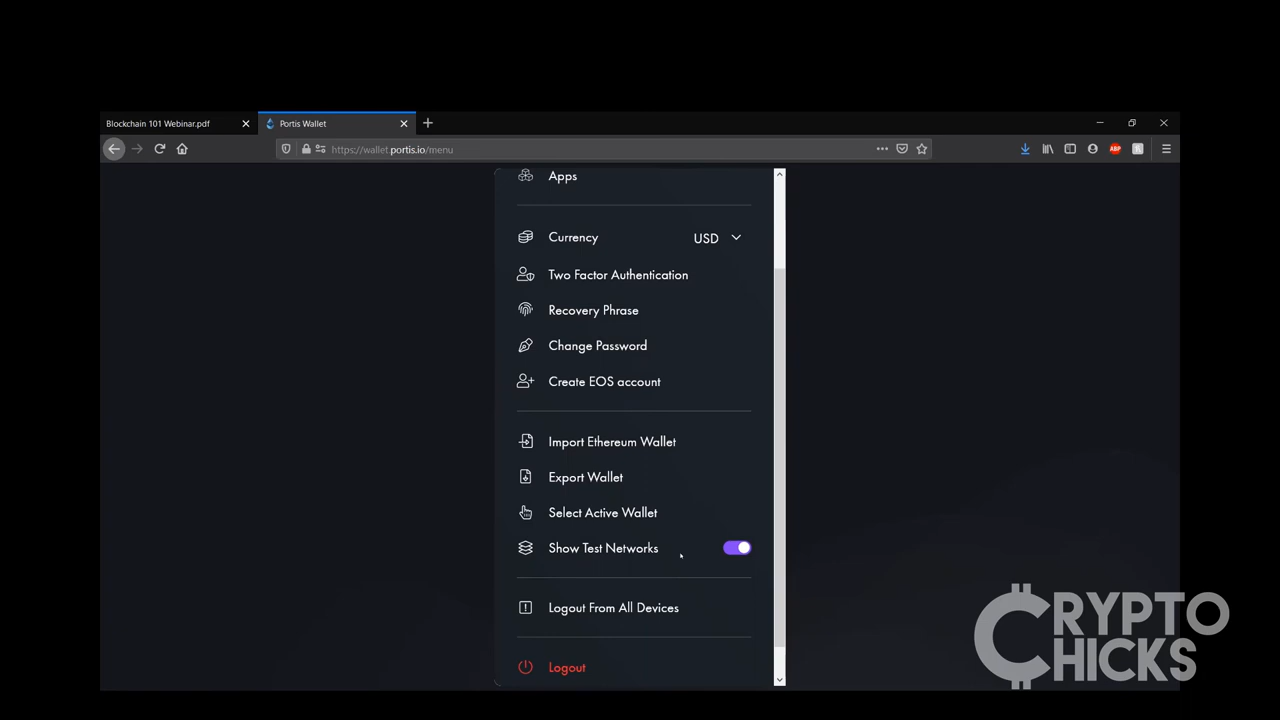 Blockchain 101 Webinar.pdf
Portis Wallet
https://wallet.portis.io/menu
ABP
Apps
Currency USD
Two Factor Authentication
Recovery Phrase
Change Password
Create EOS account
Import Ethereum Wallet
Export Wallet
Select Active Wallet
Show Test Networks
Logout From All Devices
Logout
CRYPTO
CHICKS